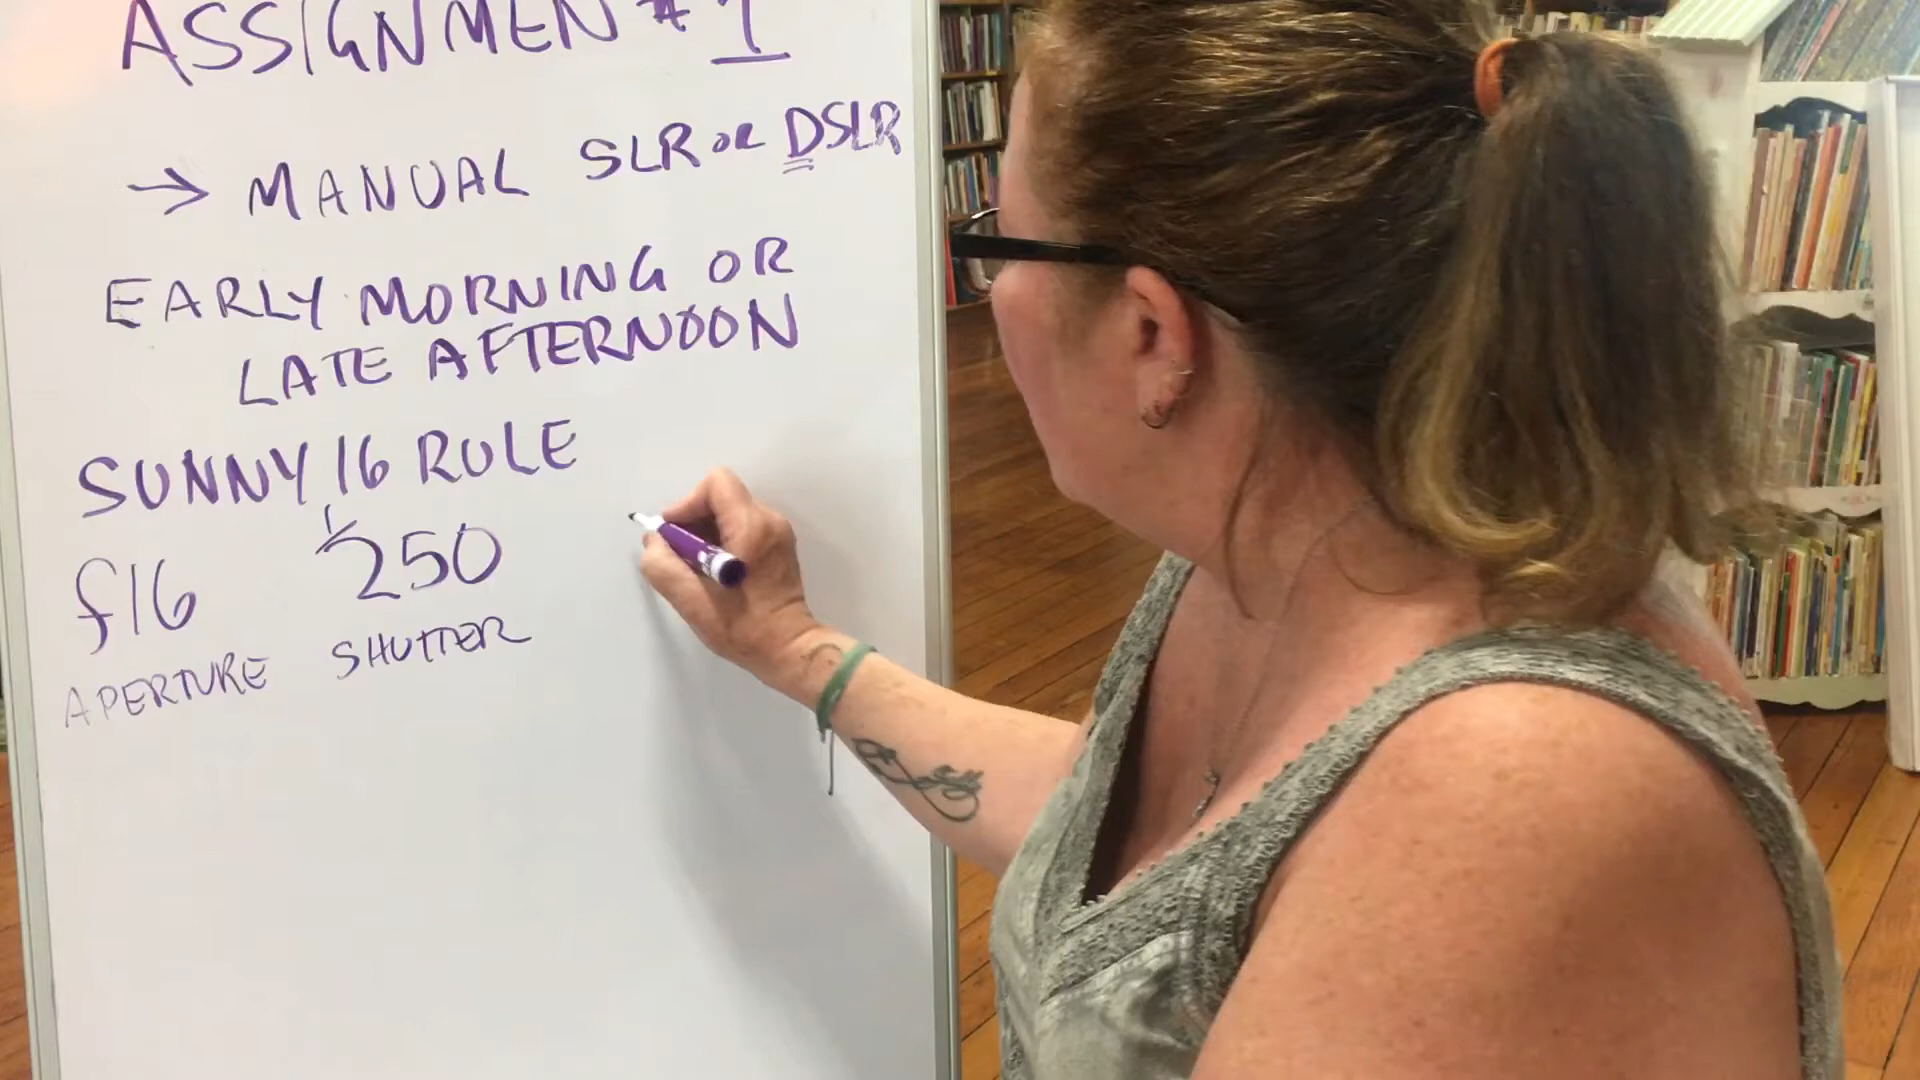 ASSIGNMEN # 1
→ MANUAL SLR OR DSLR
EARLY MORNING OR
LATE AFTERNOON
SUNNY 16 RULE
f16 1/250
APERTURE SHUTTER